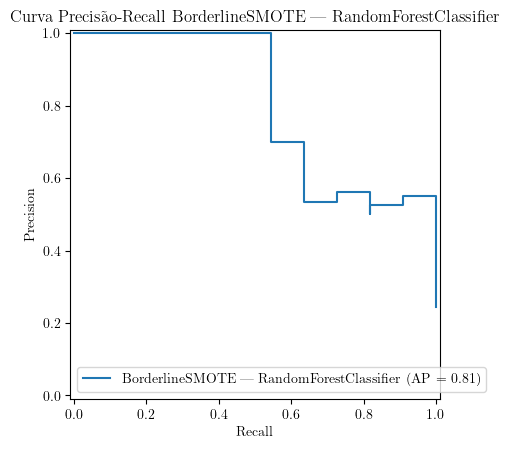 Curva Precisão-Recall BorderlineSMOTE — RandomForestClassifier
1.0
0.8
0.6
0.4
0.2
0.0
Precision
BorderlineSMOTE — RandomForestClassifier (AP = 0.81)
0.0 0.2 0.4 0.6 0.8 1.0
Recall